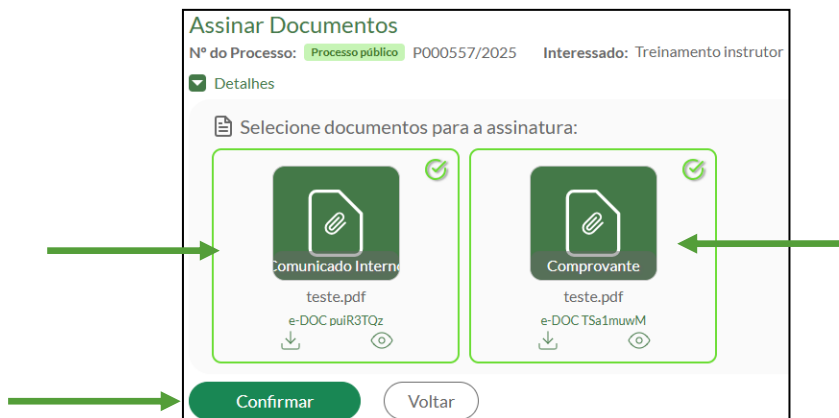 Assinar Documentos
Nº do Processo: Processo público P000557/2025 Interessado: Treinamento instrutor
Detalhes
Selecione documentos para a assinatura:
Comunicado Interno Comprovante
teste.pdf teste.pdf
e-DOC puiR3TQz e-DOC TSa1muwM
Confirmar Voltar